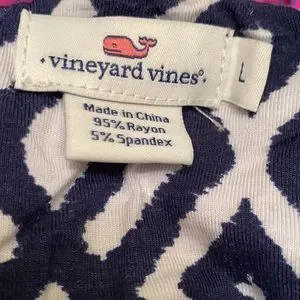 vineyard vines®
L
Made in China
95% Rayon
5% Spandex